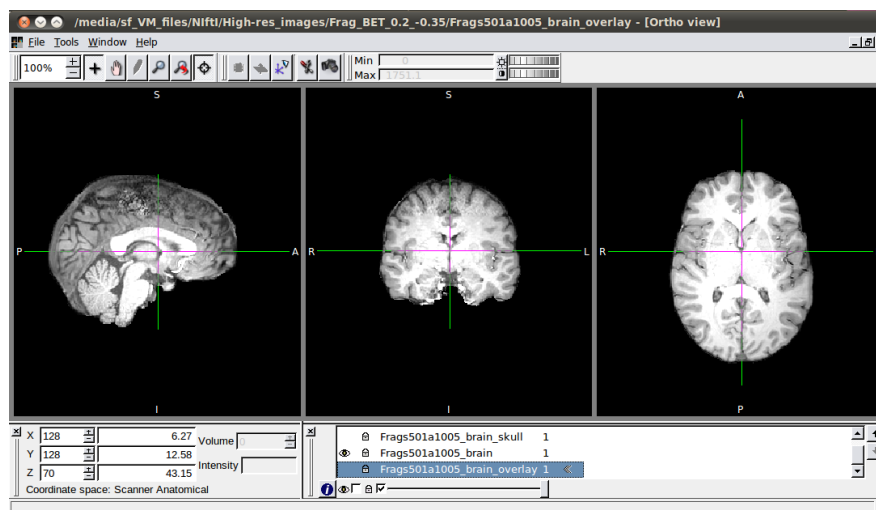 /media/sf_VM_files/NIftI/High-res_images/Frag_BET_0.2_-0.35/Frags501a1005_brain_overlay - [Ortho view]
File Tools Window Help
100%
Min 0
Max 1751.1
S S A
P A R L R
I I P
X 128 6.27 Volume 0
Y 128 12.58
Z 70 43.15 Intensity
Coordinate space: Scanner Anatomical
Frags501a1005_brain_skull 1
Frags501a1005_brain 1
Frags501a1005_brain_overlay 1